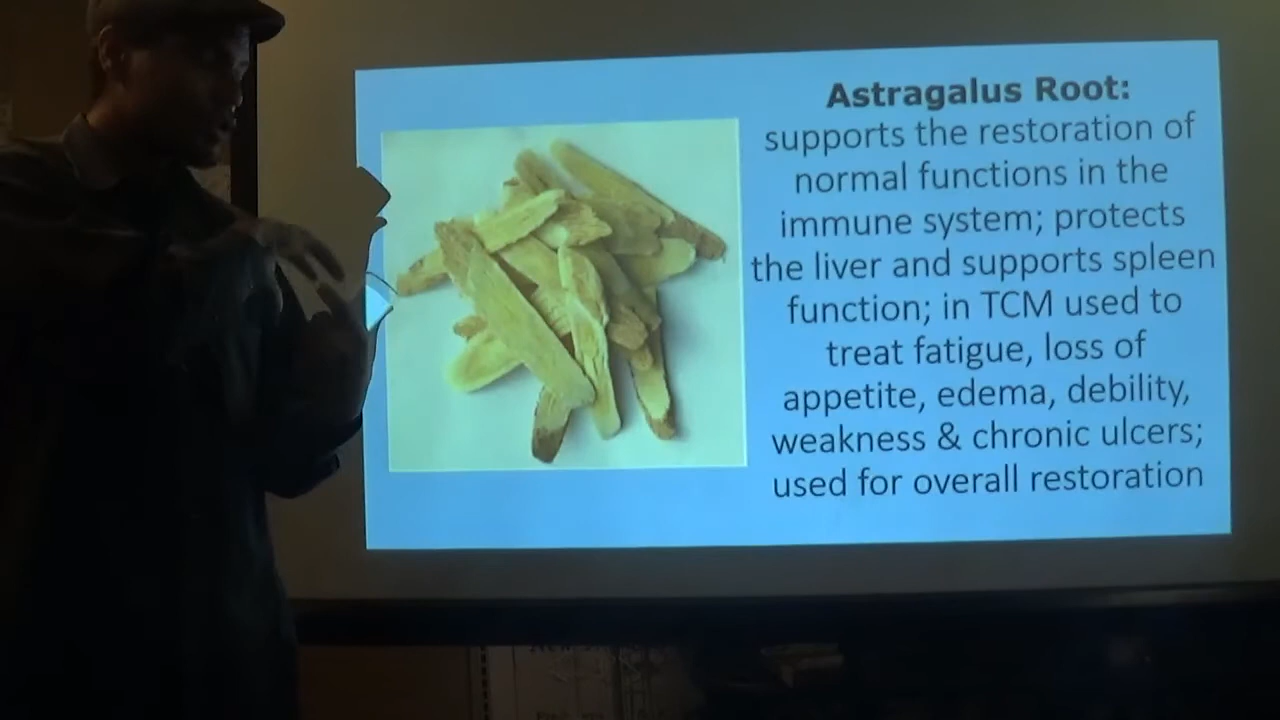 Astragalus Root:
supports the restoration of
normal functions in the
immune system; protects
the liver and supports spleen
function; in TCM used to
treat fatigue, loss of
appetite, edema, debility,
weakness & chronic ulcers;
used for overall restoration